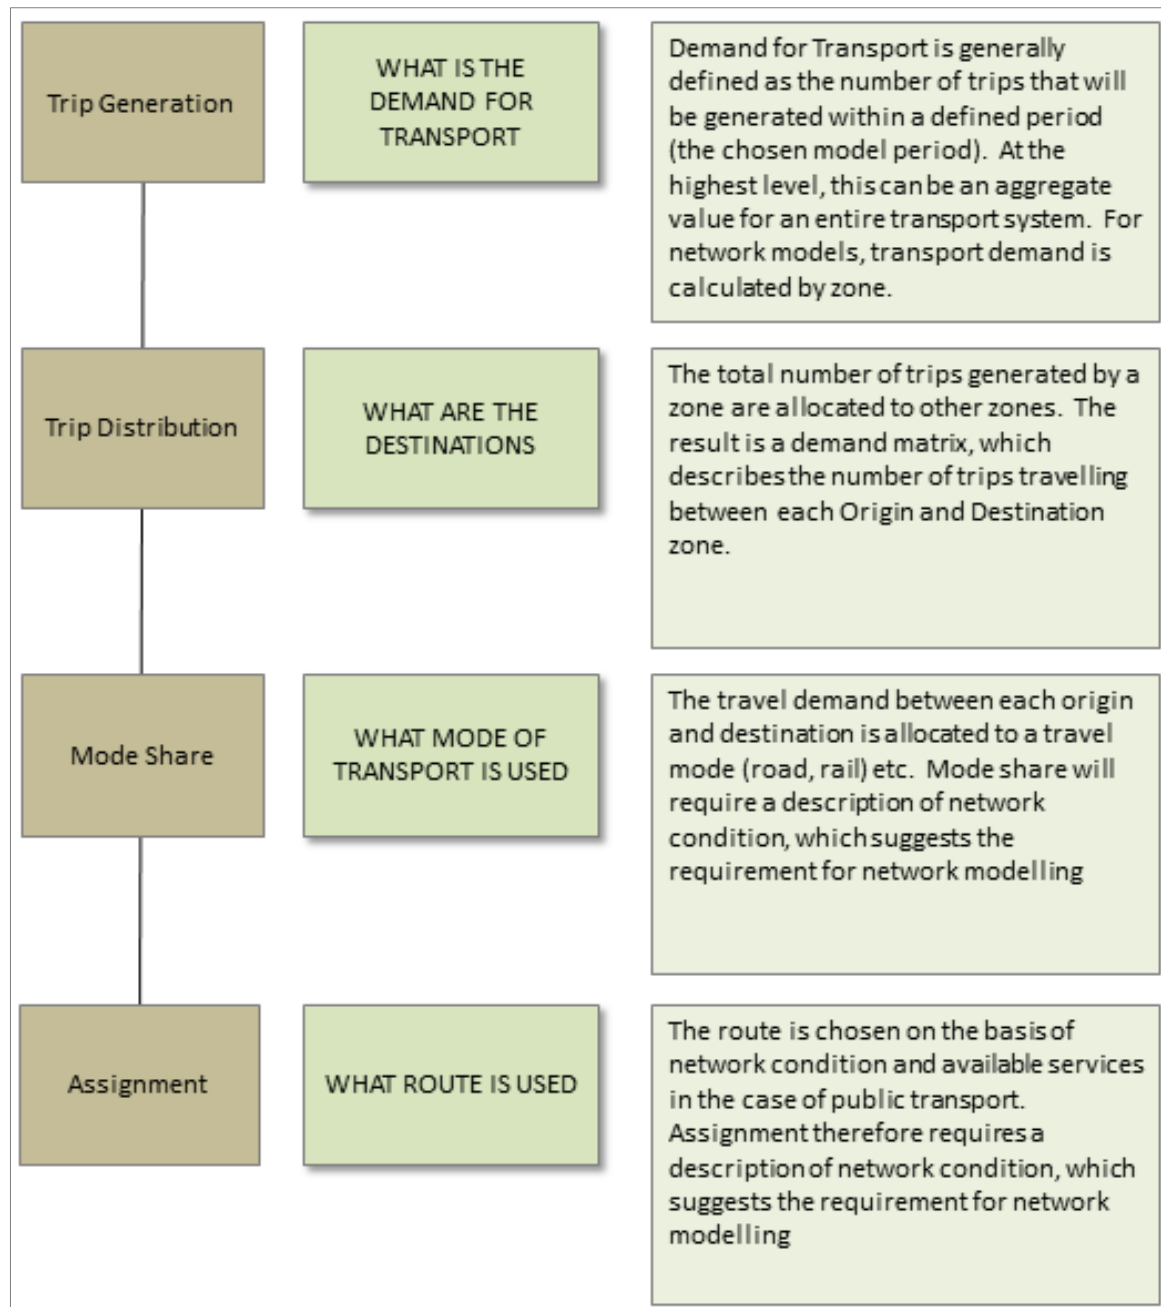 Trip Generation
WHAT IS THE
DEMAND FOR
TRANSPORT
Demand for Transport is generally
defined as the number of trips that will
be generated within a defined period
(the chosen model period).  At the
highest level, this can be an aggregate
value for an entire transport system.  For
network models, transport demand is
calculated by zone.
Trip Distribution
WHAT ARE THE
DESTINATIONS
The total number of trips generated by a
zone are allocated to other zones.  The
result is a demand matrix, which
describes the number of trips travelling
between each Origin and Destination
zone.
Mode Share
WHAT MODE OF
TRANSPORT IS USED
The travel demand between each origin
and destination is allocated to a travel
mode (road, rail) etc.  Mode share will
require a description of network
condition, which suggests the
requirement for network modelling
Assignment
WHAT ROUTE IS USED
The route is chosen on the basis of
network condition and available services
in the case of public transport.
Assignment therefore requires a
description of network condition, which
suggests the requirement for network
modelling